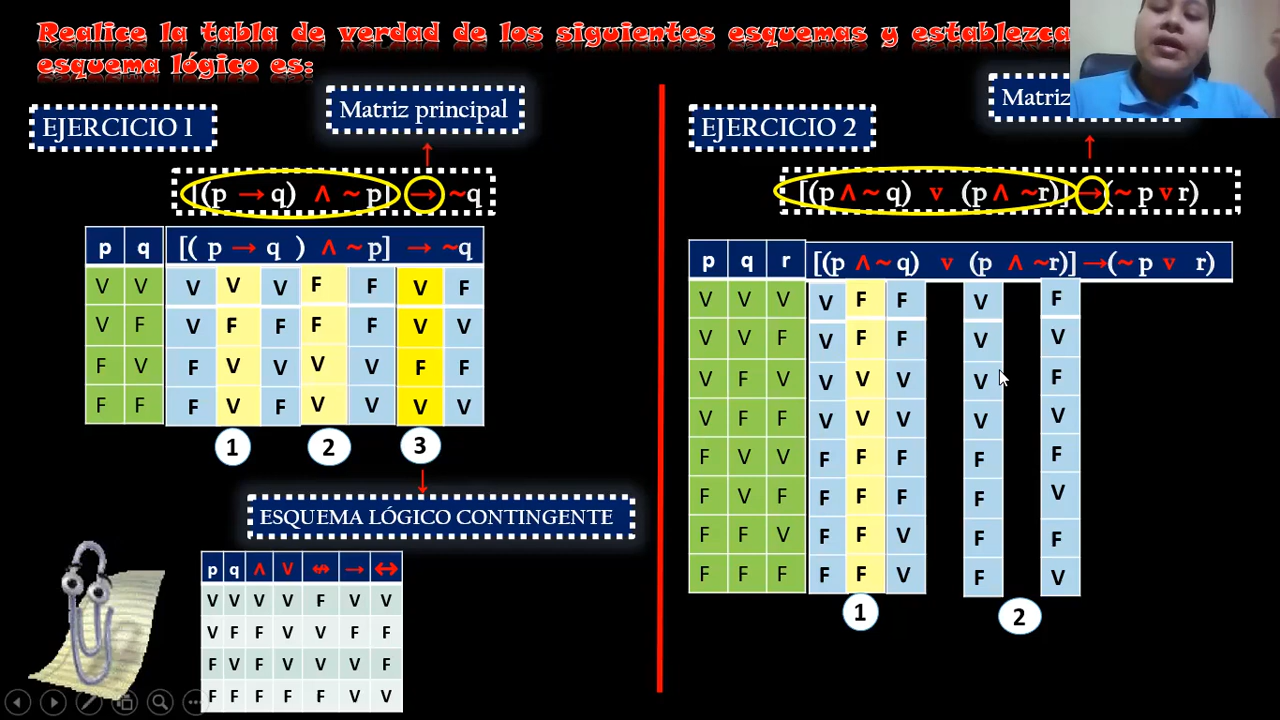 Realice la tabla de verdad de los siguientes esquemas y establezca
esquema lógico es:
EJERCICIO 1
Matriz principal
[(p → q) ∧ ~ p] → ~q
p q [( p → q ) ∧ ~ p] → ~q
V V V V V F F V F
V F V F F F F V V
F V F V V V V F F
F F F V F V V V V
1 2 3
ESQUEMA LÓGICO CONTINGENTE
p q ∧ V ↮ → ↔
V V V V F V V
V F F V V F F
F V F V V V F
F F F F F V V
EJERCICIO 2
Matriz
[(p ∧ ~ q) v (p ∧ ~r)] → (~ p v r)
p q r [(p ∧ ~ q) v (p ∧ ~r)] →(~ p v r)
V V V V F F V F
V V F V F F V V
V F V V V V V F
V F F V V V V V
F V V F F F F F
F V F F F F F V
F F V F F V F F
F F F F F V F V
1 2